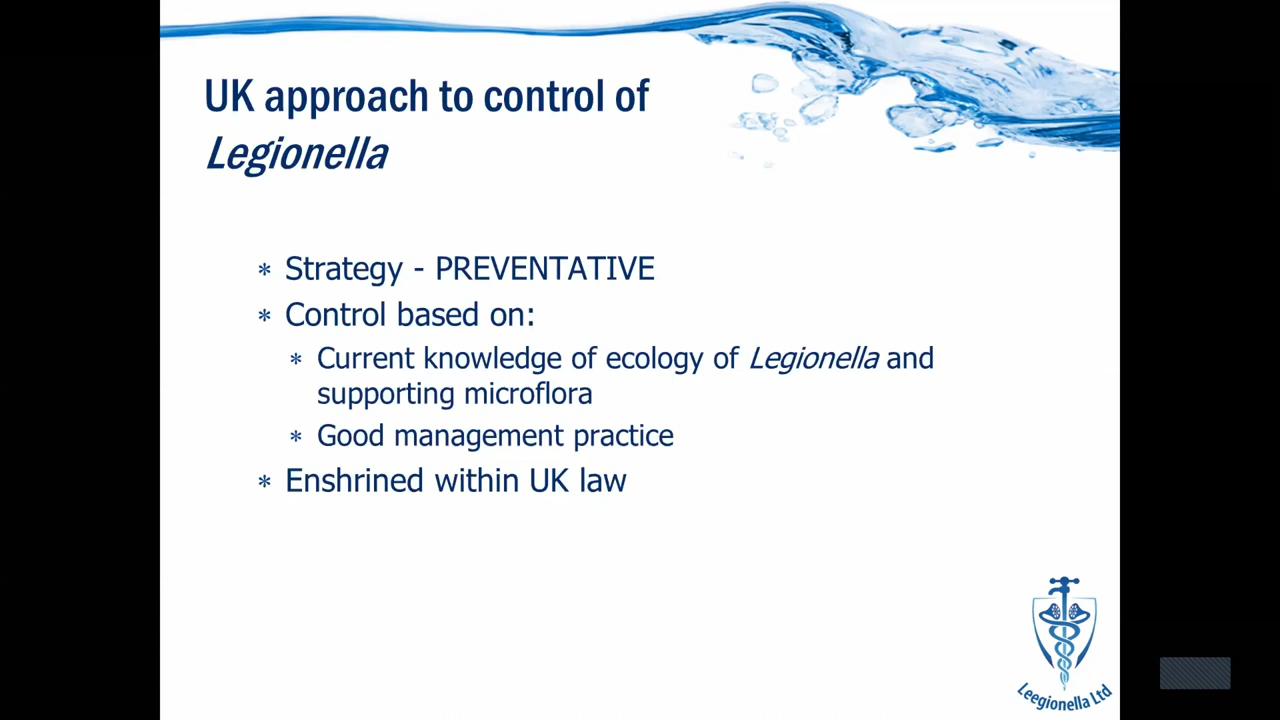 UK approach to control of
Legionella
* Strategy - PREVENTATIVE
* Control based on:
* Current knowledge of ecology of Legionella and
supporting microflora
* Good management practice
* Enshrined within UK law
Leegionella Ltd